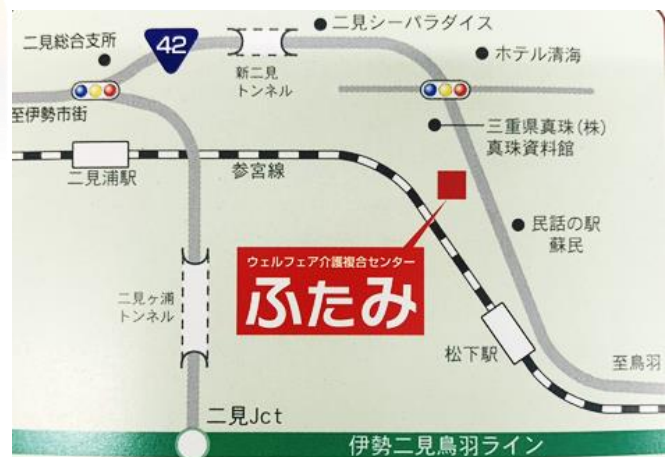 二見シーパラダイス
二見総合支所
42
ホテル清海
新二見
トンネル
至伊勢市街
三重県真珠(株)
真珠資料館
二見浦駅
参宮線
民話の駅
蘇民
ウェルフェア介護複合センター
ふたみ
二見ヶ浦
トンネル
松下駅
至鳥羽
二見Jct
伊勢二見鳥羽ライン